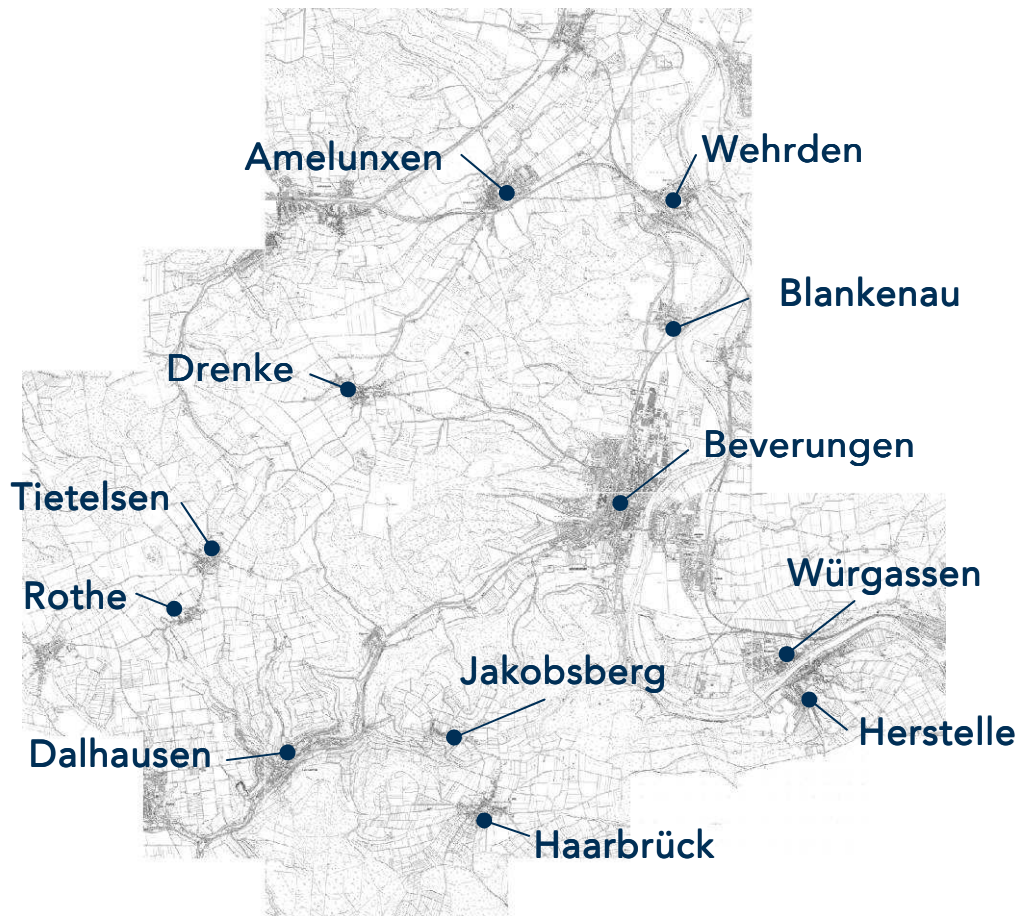 Wehrden
Amelunxen
Blankenau
Drenke
Beverungen
Tietelsen
Würgassen
Rothe
Jakobsberg
Herstelle
Dalhausen
Haarbrück